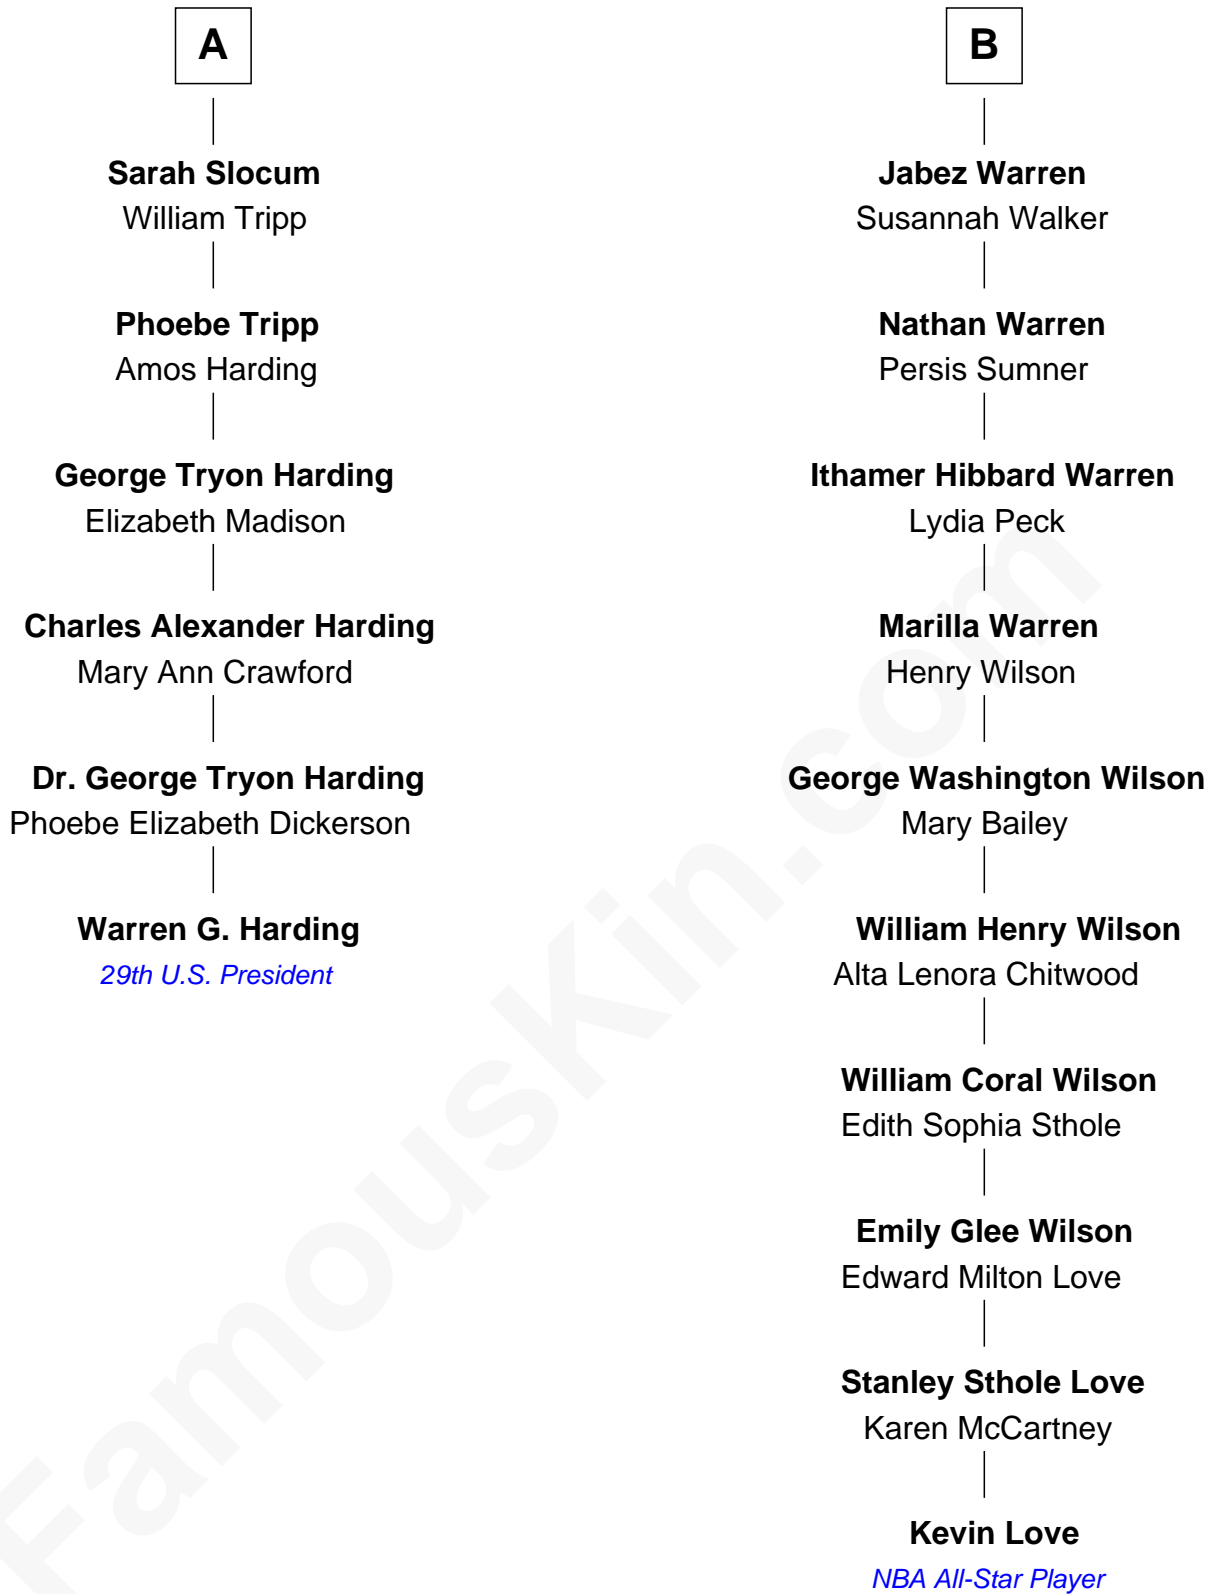 A
Sarah Slocum
William Tripp
Phoebe Tripp
Amos Harding
George Tryon Harding
Elizabeth Madison
Charles Alexander Harding
Mary Ann Crawford
Dr. George Tryon Harding
Phoebe Elizabeth Dickerson
Warren G. Harding
29th U.S. President
B
Jabez Warren
Susannah Walker
Nathan Warren
Persis Sumner
Ithamer Hibbard Warren
Lydia Peck
Marilla Warren
Henry Wilson
George Washington Wilson
Mary Bailey
William Henry Wilson
Alta Lenora Chitwood
William Coral Wilson
Edith Sophia Sthole
Emily Glee Wilson
Edward Milton Love
Stanley Sthole Love
Karen McCartney
Kevin Love
NBA All-Star Player
FamousKin.com